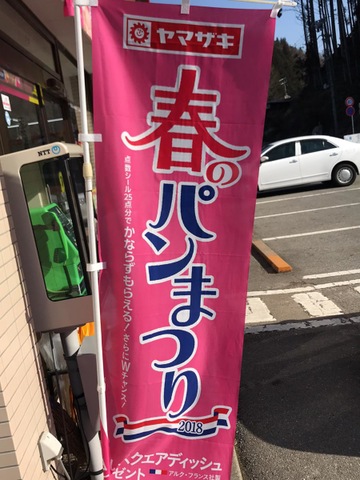 ヤマザキ
春のパンまつり
点数シール25点分でかならずもらえる！さらにWチャンス！
2018
クエアディッシュ
ゼント
アルク・フランス社製
NTT